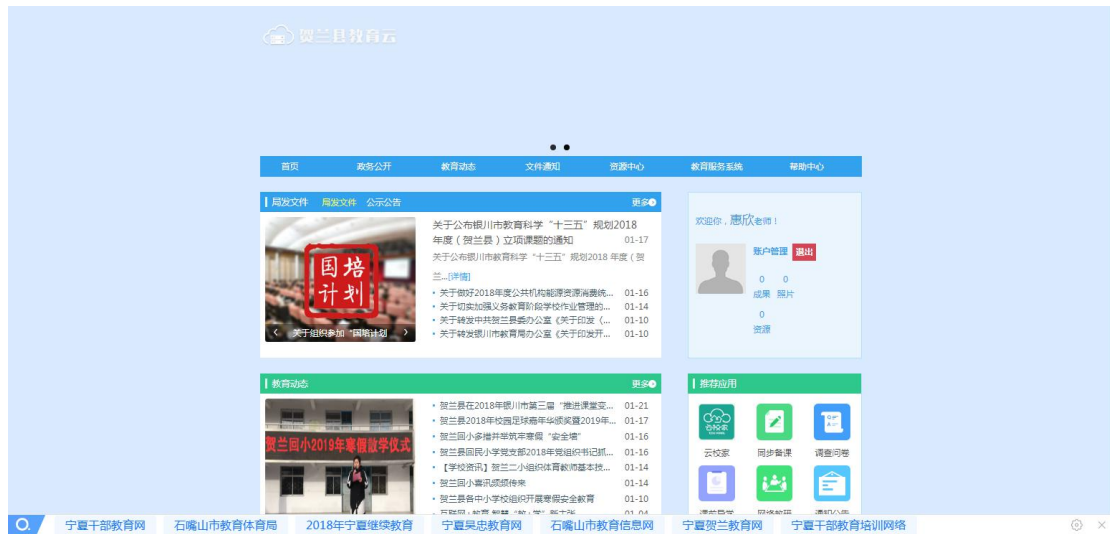 贺兰县教育云
首页 政务公开 教育动态 文件通知 资源中心 教育服务系统 帮助中心
局发文件 局发文件 公示公告 更多
关于公布银川市教育科学“十三五”规划2018
年度(贺兰县)立项课题的通知 01-17
关于公布银川市教育科学“十三五”规划2018 年度(贺
兰...[详情]
• 关于做好2018年度公共机构能源资源消费统... 01-16
• 关于切实加强义务教育阶段学校作业管理的... 01-14
• 关于转发中共贺兰县委办公室《关于印发〈... 01-10
• 关于转发银川市教育局办公室《关于印发开... 01-10
国培
计划
关于组织参加“国培计划
欢迎你,惠欣老师!
账户管理 退出
0 0
成果 照片
0
资源
教育动态 更多
贺兰回小2019年寒假散学仪式
• 贺兰县在2018年银川市第三届“推进课堂变... 01-21
• 贺兰县2018年校园足球嘉年华颁奖暨2019年... 01-17
• 贺兰回小多措并举筑牢寒假“安全墙” 01-16
• 贺兰县回民小学党支部2018年党组织书记抓... 01-16
• 【学校资讯】贺兰二小组织体育教师基本技... 01-14
• 贺兰回小喜讯频频传来 01-14
• 贺兰县各中小学校组织开展寒假安全教育 01-10
推荐应用
云校家 同步备课 调查问卷
课前导学 网络教研 通知公告
宁夏干部教育网 石嘴山市教育体育局 2018年宁夏继续教育 宁夏吴忠教育网 石嘴山市教育信息网 宁夏贺兰教育网 宁夏干部教育培训网络